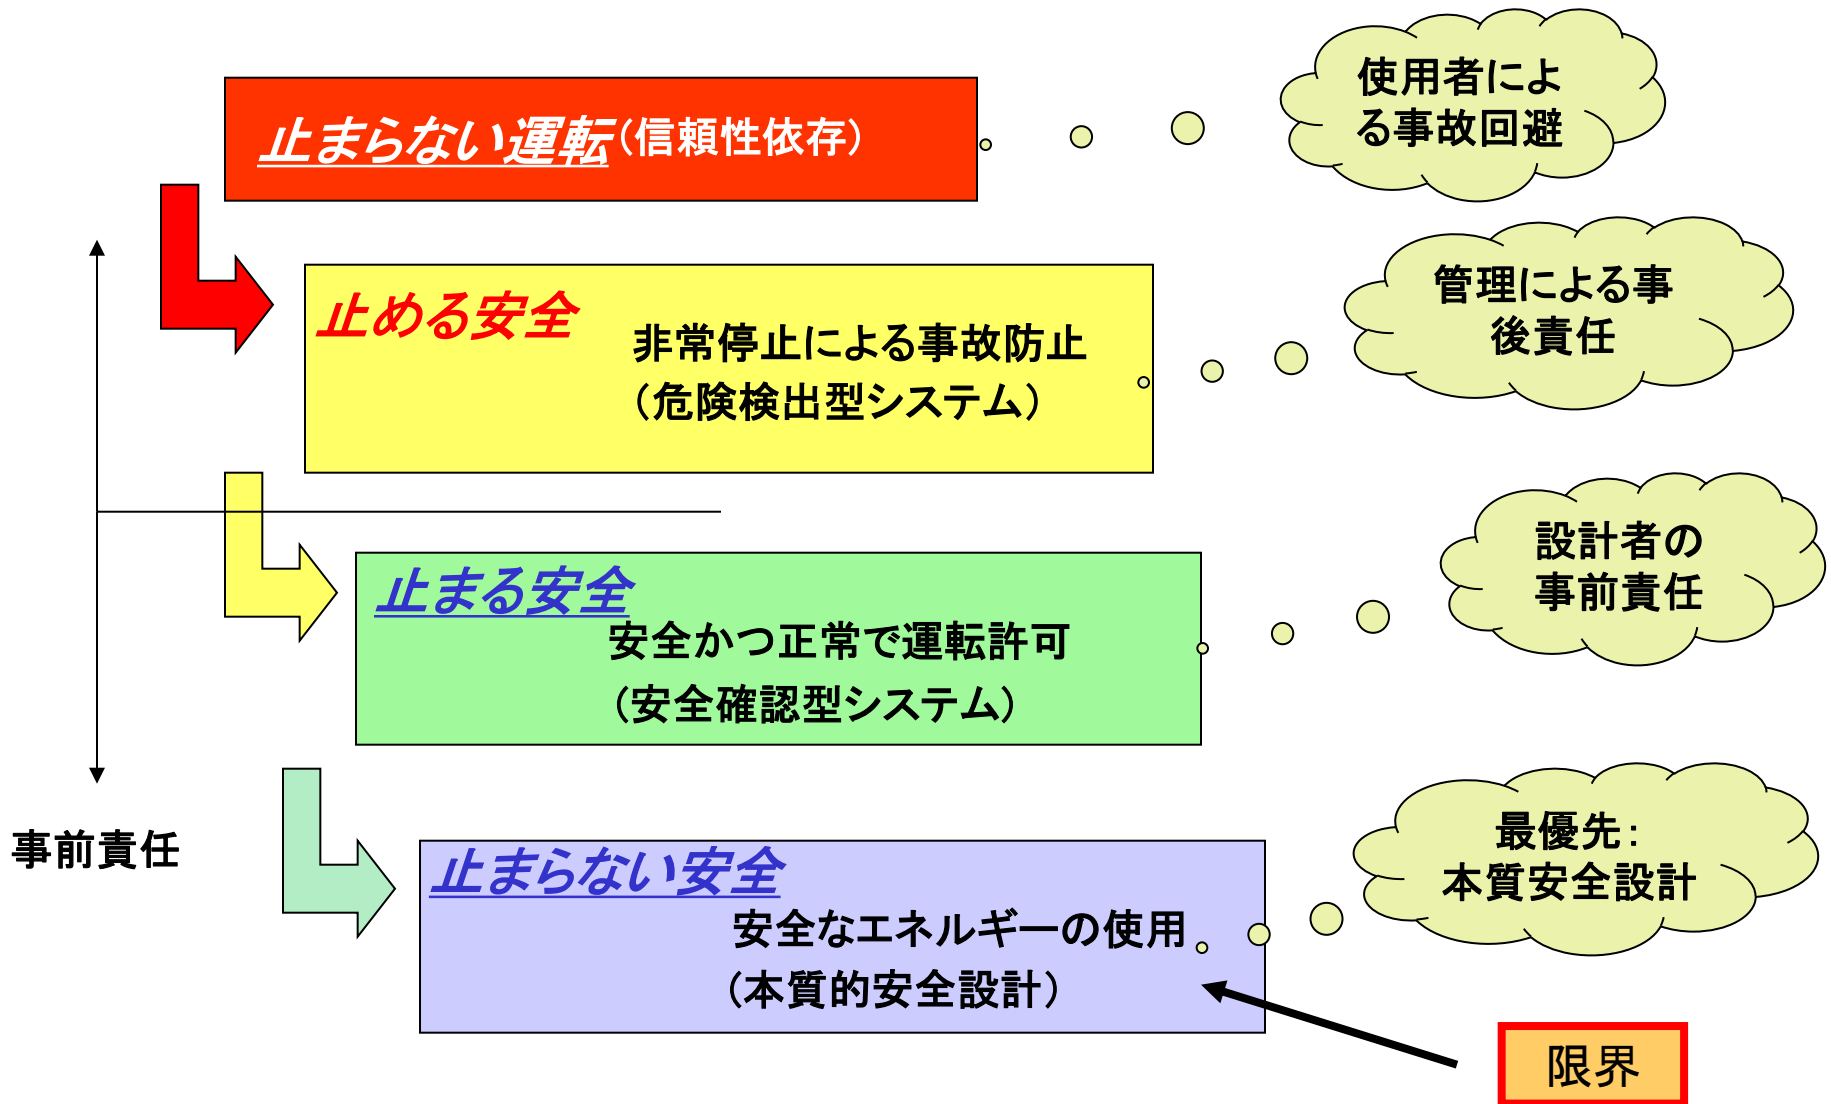 止まらない運転(信頼性依存)
使用者によ
る事故回避
止める安全
非常停止による事故防止
(危険検出型システム)
管理による事
後責任
止まる安全
安全かつ正常で運転許可
(安全確認型システム)
設計者の
事前責任
事前責任
止まらない安全
安全なエネルギーの使用
(本質的安全設計)
最優先:
本質安全設計
限界